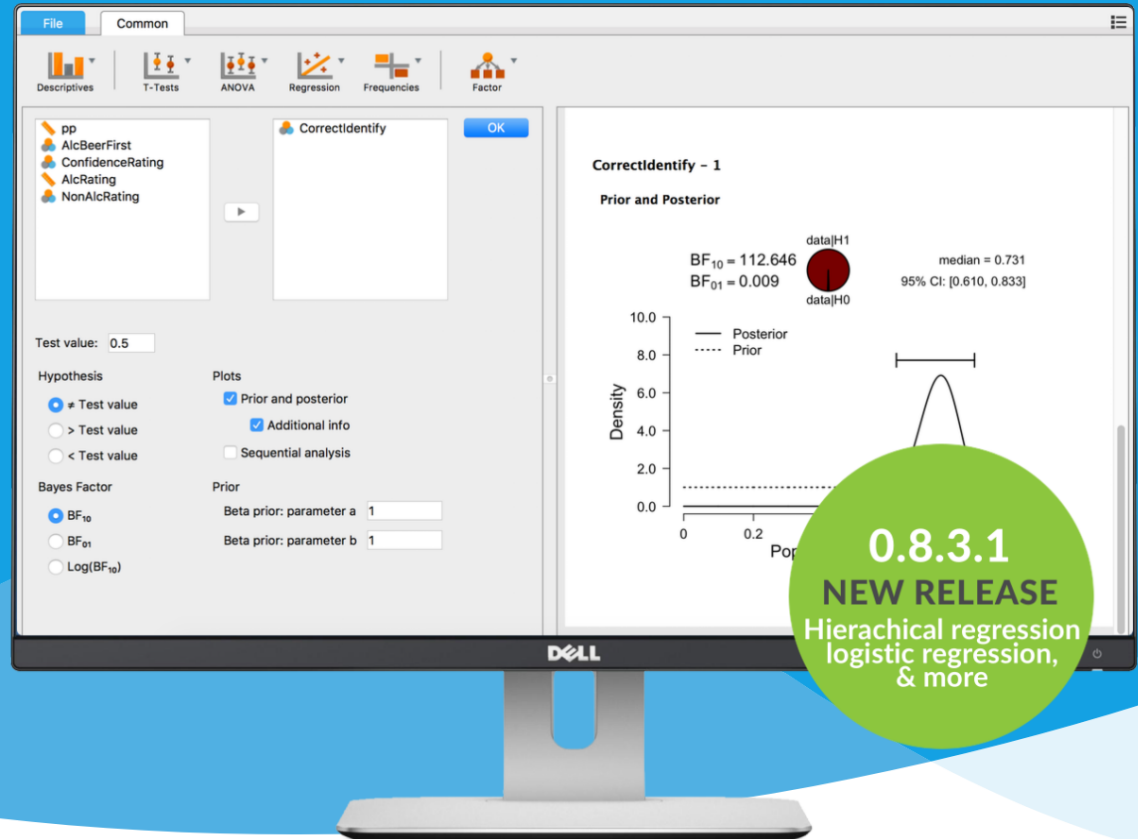 File
Common
Descriptives
T-Tests
ANOVA
Regression
Frequencies
Factor
pp
AlcBeerFirst
ConfidenceRating
AlcRating
NonAlcRating
CorrectIdentify
OK
Test value: 0.5
Hypothesis
≠ Test value
> Test value
< Test value
Bayes Factor
BF₁₀
BF₀₁
Log(BF₁₀)
Plots
Prior and posterior
Additional info
Sequential analysis
Prior
Beta prior: parameter a 1
Beta prior: parameter b 1
CorrectIdentify – 1
Prior and Posterior
BF₁₀ = 112.646
BF₀₁ = 0.009
data|H1
data|H0
median = 0.731
95% CI: [0.610, 0.833]
Posterior
Prior
Density
10.0
8.0
6.0
4.0
2.0
0.0
0
0.2
0.8.3.1
NEW RELEASE
Hierachical regression
logistic regression,
& more
DELL